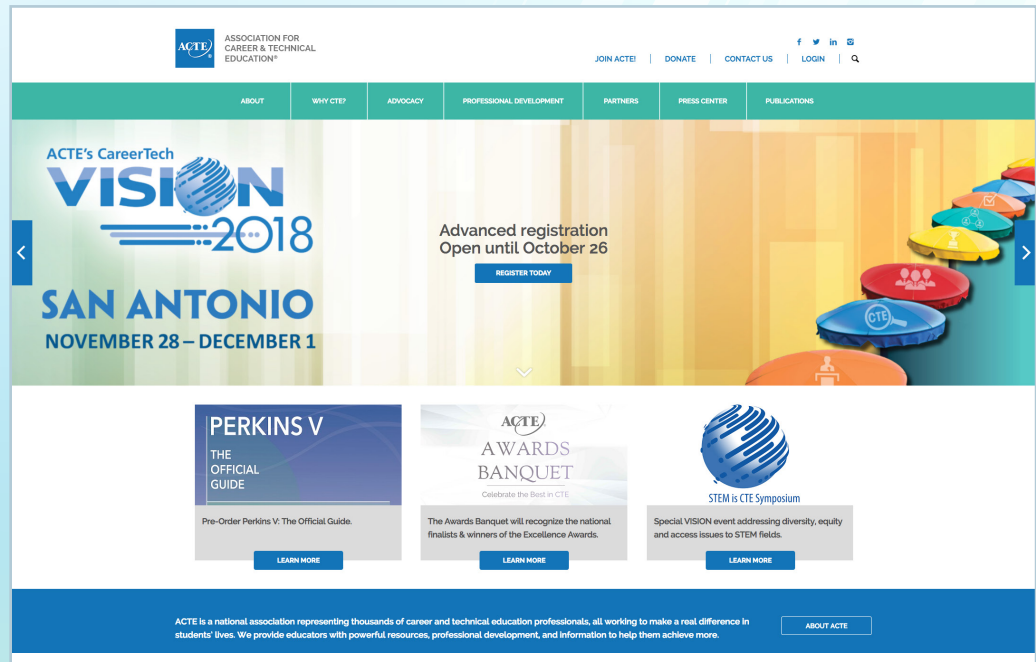 ACTE®
ASSOCIATION FOR
CAREER & TECHNICAL
EDUCATION®
JOIN ACTE!
DONATE
CONTACT US
LOGIN
ABOUT
WHY CTE?
ADVOCACY
PROFESSIONAL DEVELOPMENT
PARTNERS
PRESS CENTER
PUBLICATIONS
ACTE's CareerTech
VISION
2018
SAN ANTONIO
NOVEMBER 28 – DECEMBER 1
Advanced registration
Open until October 26
REGISTER TODAY
CTE
PERKINS V
THE
OFFICIAL
GUIDE
Pre-Order Perkins V: The Official Guide.
LEARN MORE
ACTE
AWARDS
BANQUET
Celebrate the Best in CTE
The Awards Banquet will recognize the national
finalists & winners of the Excellence Awards.
LEARN MORE
STEM is CTE Symposium
Special VISION event addressing diversity, equity
and access issues to STEM fields.
LEARN MORE
ACTE is a national association representing thousands of career and technical education professionals, all working to make a real difference in
students' lives. We provide educators with powerful resources, professional development, and information to help them achieve more.
ABOUT ACTE